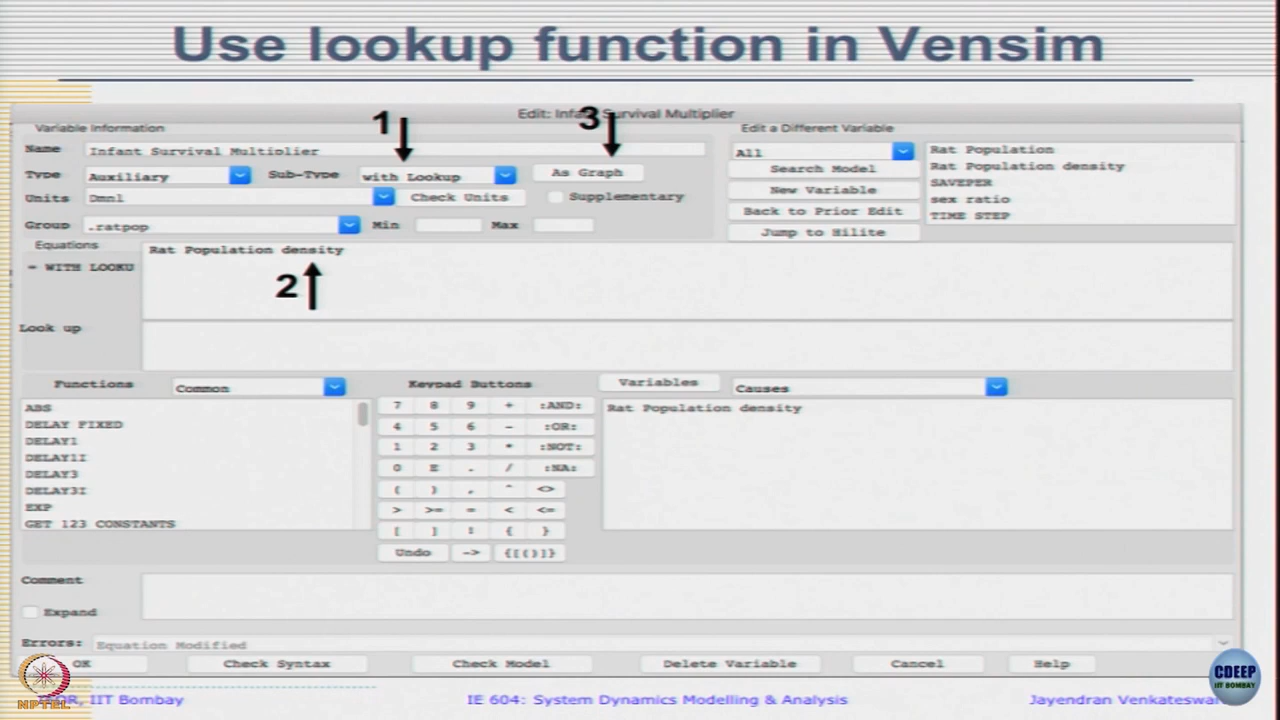 Use lookup function in Vensim
Edit: Infant Survival Multiplier
1
3
Variable Information
Edit a Different Variable
Name Infant Survival Multiplier
All
Rat Population
Rat Population density
SAVEPER
sex ratio
TIME STEP
Type Auxiliary Sub-Type with Lookup As Graph
Search Model
Units Dmnl Check Units Supplementary
New Variable
Back to Prior Edit
Group .ratpop Min Max
Jump to Hilite
Equations
Rat Population density
= WITH LOOKU
2
Look up
Functions Common
Keypad Buttons
Variables Causes
ABS
DELAY FIXED
DELAY1
DELAY1I
DELAY3
DELAY3I
EXP
GET 123 CONSTANTS
7 8 9 + :AND:
4 5 6 - :OR:
1 2 3 * :NOT:
0 E . / :NA:
( ) , ^ <>
> >= = < <=
[ ] ! { }
Undo -> {[()]}
Rat Population density
Comment
Expand
Errors: Equation Modified
OK Check Syntax Check Model Delete Variable Cancel Help
IIT Bombay
IE 604: System Dynamics Modelling & Analysis
Jayendran
NPTEL
CDEEP
IIT BOMBAY